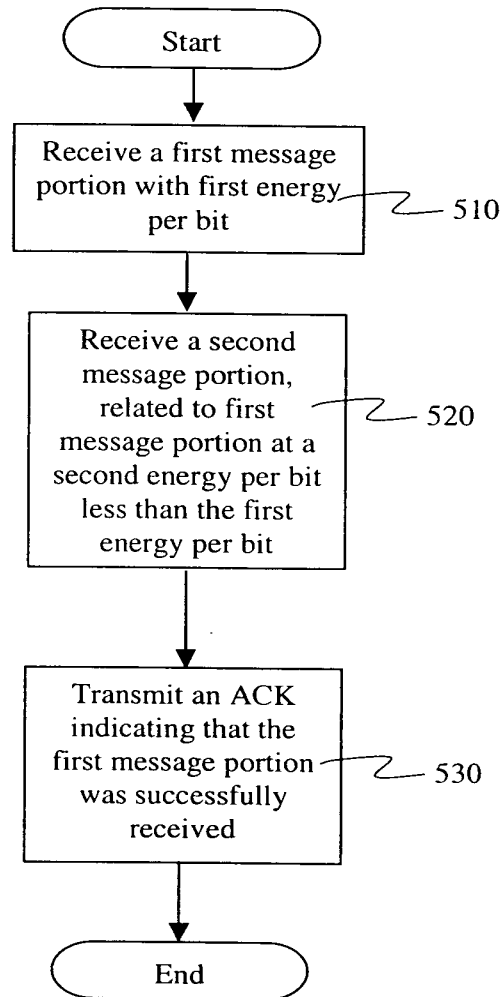 Start
Receive a first message
portion with first energy
per bit
510
Receive a second
message portion,
related to first
message portion at a
second energy per bit
less than the first
energy per bit
520
Transmit an ACK
indicating that the
first message portion
was successfully
received
530
End